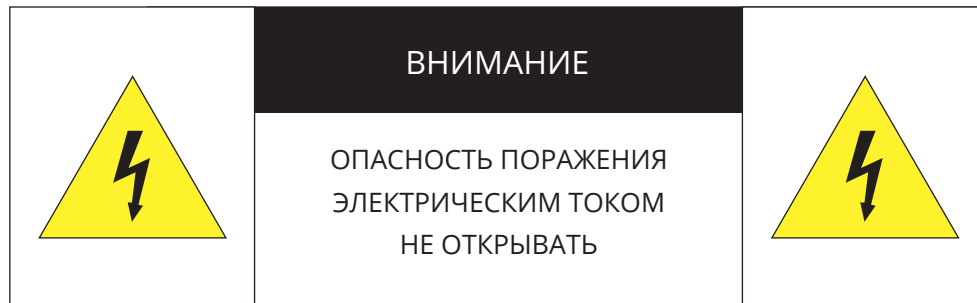 ВНИМАНИЕ
ОПАСНОСТЬ ПОРАЖЕНИЯ
ЭЛЕКТРИЧЕСКИМ ТОКОМ
НЕ ОТКРЫВАТЬ